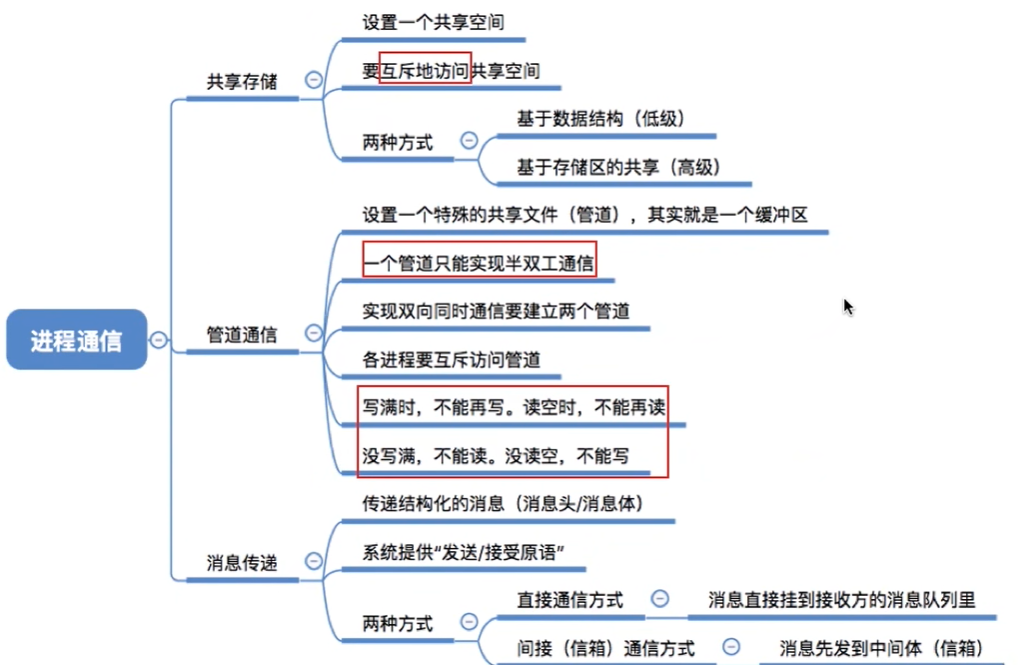 进程通信
共享存储
设置一个共享空间
要互斥地访问共享空间
两种方式
基于数据结构（低级）
基于存储区的共享（高级）
管道通信
设置一个特殊的共享文件（管道），其实就是一个缓冲区
一个管道只能实现半双工通信
实现双向同时通信要建立两个管道
各进程要互斥访问管道
写满时，不能再写。读空时，不能再读
没写满，不能读。没读空，不能写
消息传递
传递结构化的消息（消息头/消息体）
系统提供“发送/接受原语”
两种方式
直接通信方式
消息直接挂到接收方的消息队列里
间接（信箱）通信方式
消息先发到中间体（信箱）